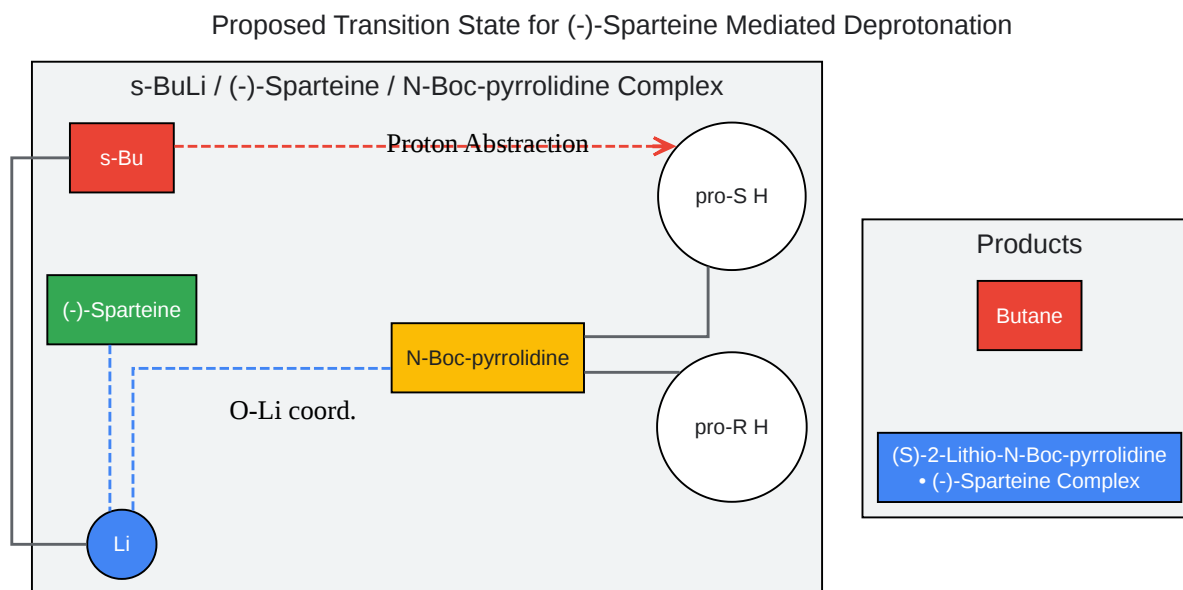 Proposed Transition State for (-)-Sparteine Mediated Deprotonation
s-BuLi / (-)-Sparteine / N-Boc-pyrrolidine Complex
s-Bu
Proton Abstraction
pro-S H
(-)-Sparteine
N-Boc-pyrrolidine
O-Li coord.
pro-R H
Li
Products
Butane
(S)-2-Lithio-N-Boc-pyrrolidine
• (-)-Sparteine Complex